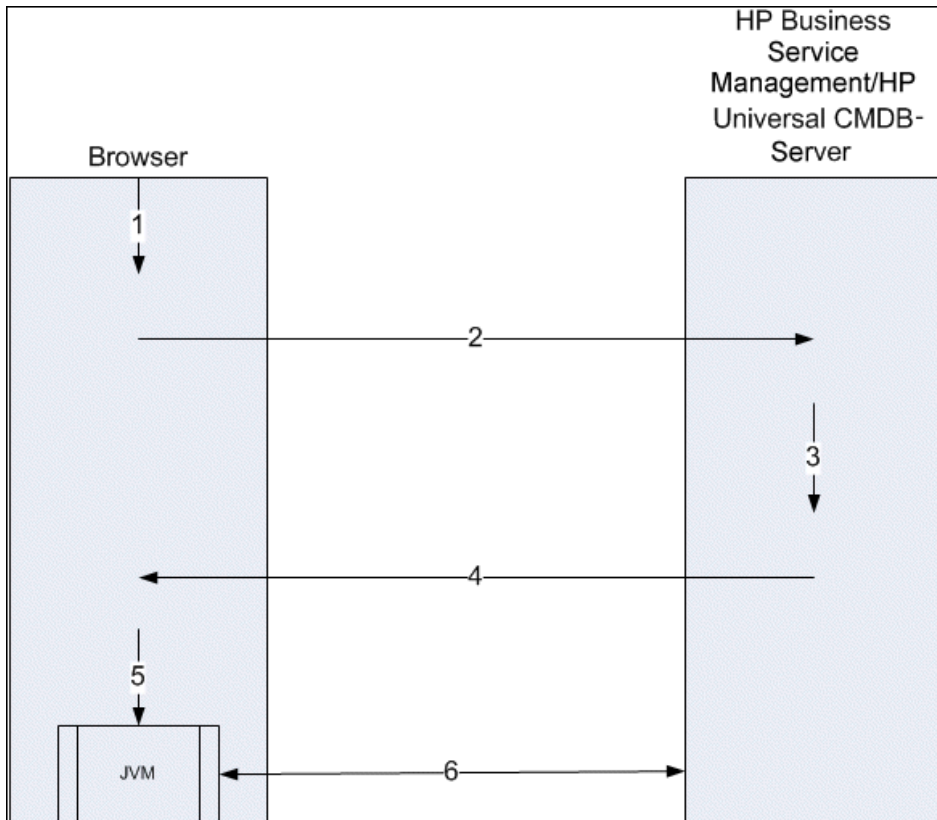 HP Business
Service
Management/HP
Universal CMDB-
Server
Browser
1
2
3
4
5
JVM
6